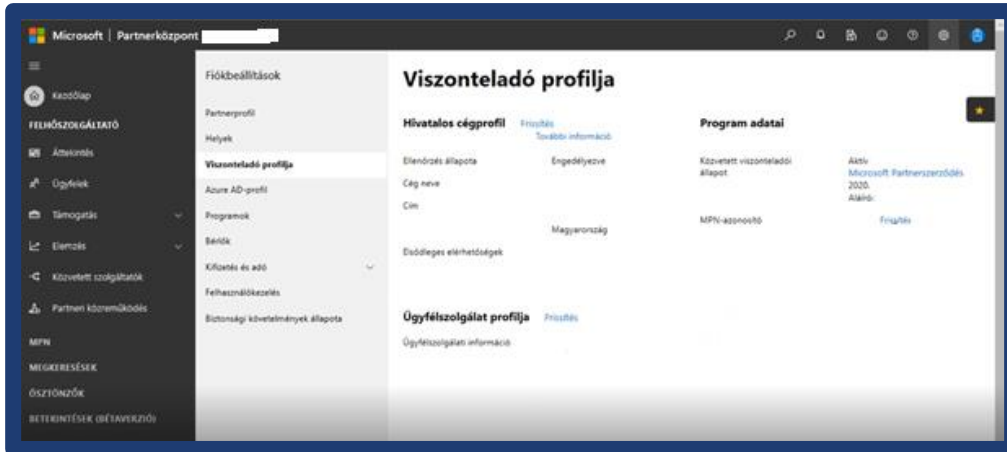 Microsoft | Partnerközpont
Kezdőlap
FELHŐSZOLGÁLTATÓ
Áttekintés
Ügyfelek
Támogatás
Elemzés
Közvetett szolgáltatók
Partneri közreműködés
MPN
MEGKERESÉSEK
ÖSZTÖNZŐK
BETEKINTÉSEK (BÉTAVERZIÓ)
Fiókbeállítások
Partnerprofil
Helyek
Viszonteladó profilja
Azure AD-profil
Programok
Bérlők
Kifizetés és adó
Felhasználókezelés
Biztonsági követelmények állapota
Viszonteladó profilja
Hivatalos cégprofil Frissítés
További információ
Ellenőrzés állapota Engedélyezve
Cég neve
Cím
Magyarország
Elsődleges elérhetőségek
Ügyfélszolgálat profilja Frissítés
Ügyfélszolgálati információ
Program adatai
Közvetett viszonteladói állapot Aktív
Microsoft Partnerszerződés
2020.
Aláíró:
MPN-azonosító Frissítés